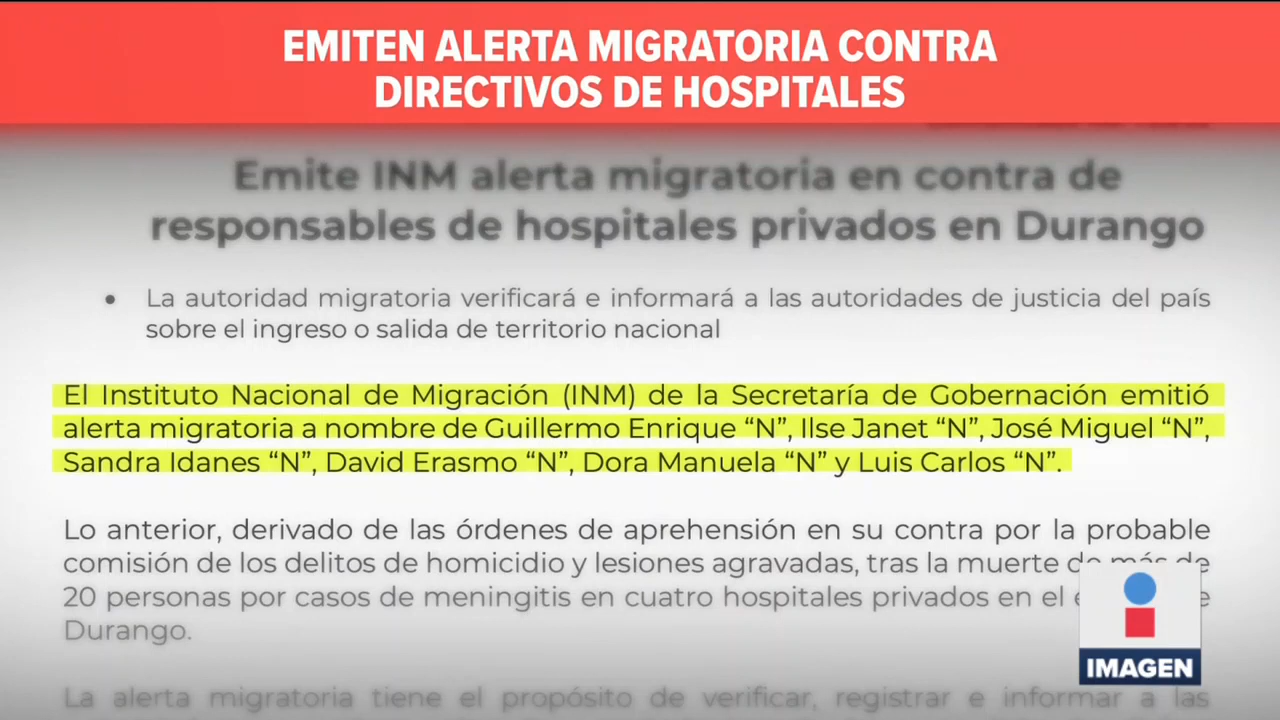 EMITEN ALERTA MIGRATORIA CONTRA
DIRECTIVOS DE HOSPITALES
Emite INM alerta migratoria en contra de
responsables de hospitales privados en Durango
• La autoridad migratoria verificará e informará a las autoridades de justicia del país
sobre el ingreso o salida de territorio nacional
El Instituto Nacional de Migración (INM) de la Secretaría de Gobernación emitió
alerta migratoria a nombre de Guillermo Enrique “N”, Ilse Janet “N”, José Miguel “N”,
Sandra Idanes “N”, David Erasmo “N”, Dora Manuela “N” y Luis Carlos “N”.
Lo anterior, derivado de las órdenes de aprehensión en su contra por la probable
comisión de los delitos de homicidio y lesiones agravadas, tras la muerte de más de
20 personas por casos de meningitis en cuatro hospitales privados en el
Durango.
La alerta migratoria tiene el propósito de verificar, registrar e informar a las
IMAGEN